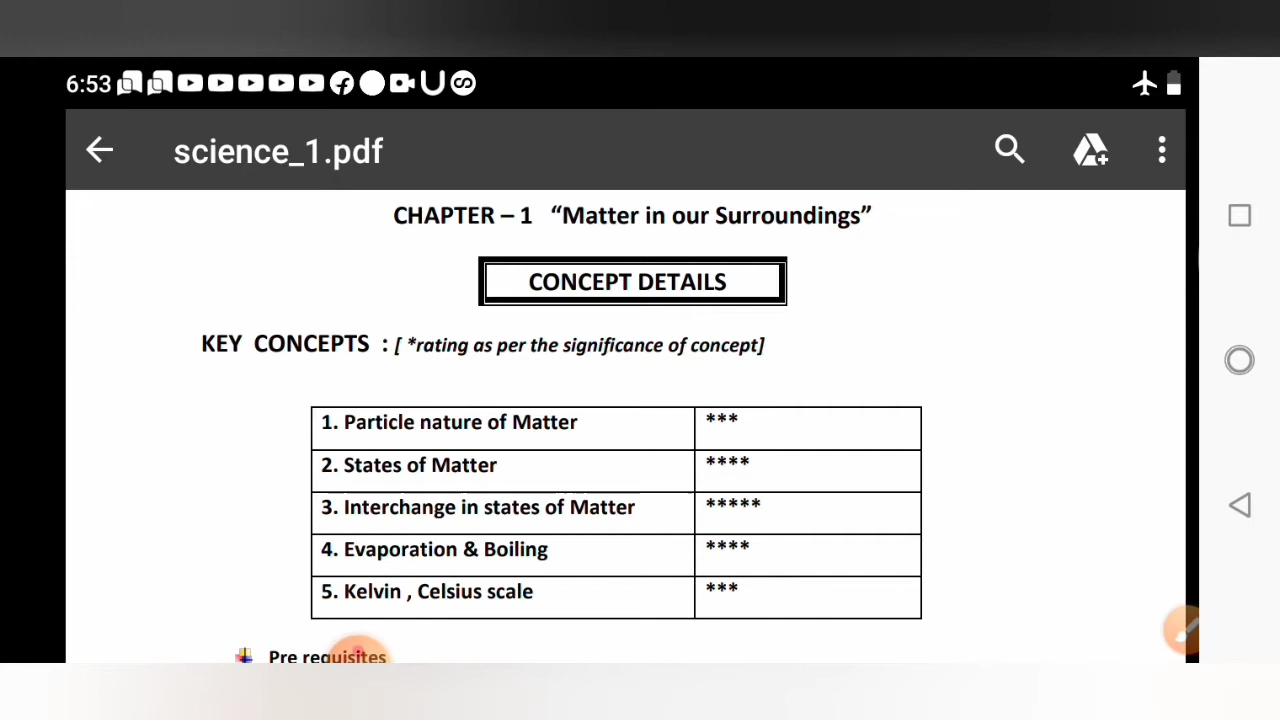 6:53
science_1.pdf
CHAPTER – 1 “Matter in our Surroundings”
CONCEPT DETAILS
KEY CONCEPTS : [ *rating as per the significance of concept]
1. Particle nature of Matter ***
2. States of Matter ****
3. Interchange in states of Matter *****
4. Evaporation & Boiling ****
5. Kelvin , Celsius scale ***
Pre requisites